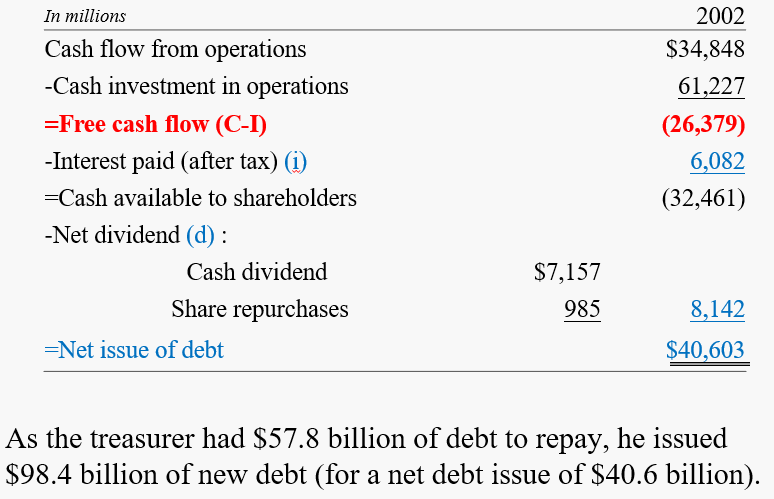 In millions 2002
Cash flow from operations $34,848
-Cash investment in operations 61,227
=Free cash flow (C-I) (26,379)
-Interest paid (after tax) (i) 6,082
=Cash available to shareholders (32,461)
-Net dividend (d) :
Cash dividend $7,157
Share repurchases 985 8,142
=Net issue of debt $40,603
As the treasurer had $57.8 billion of debt to repay, he issued
$98.4 billion of new debt (for a net debt issue of $40.6 billion).